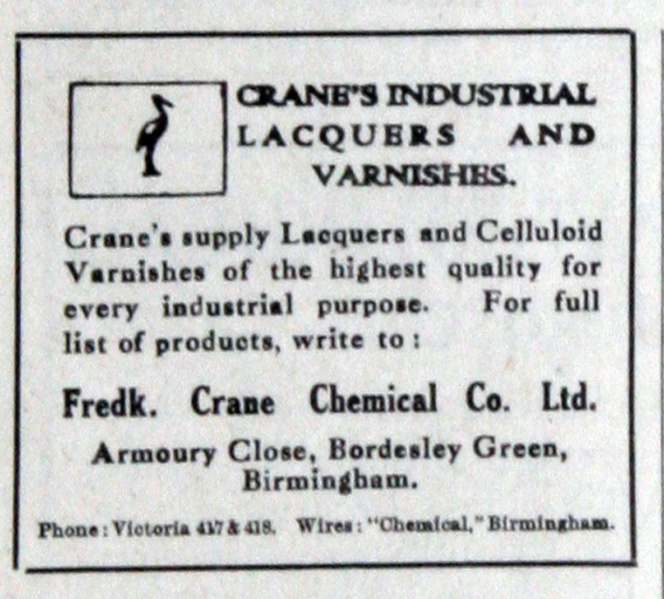 CRANE'S INDUSTRIAL
LACQUERS AND
VARNISHES.
Crane's supply Lacquers and Celluloid
Varnishes of the highest quality for
every industrial purpose. For full
list of products, write to :
Fredk. Crane Chemical Co. Ltd.
Armoury Close, Bordesley Green,
Birmingham.
Phone : Victoria 417 & 418. Wires : "Chemical," Birmingham.